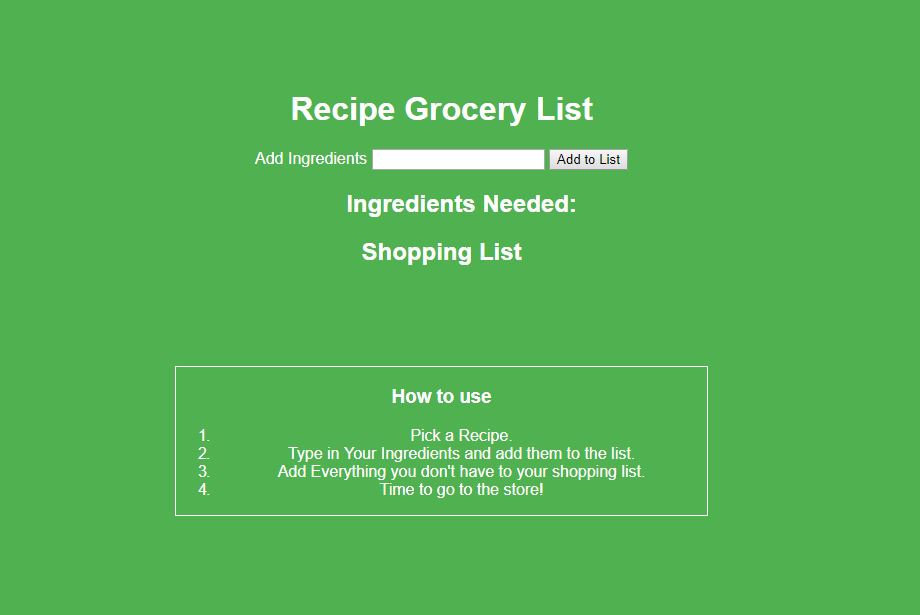 Recipe Grocery List
Add Ingredients Add to List
Ingredients Needed:
Shopping List
How to use
1. Pick a Recipe.
2. Type in Your Ingredients and add them to the list.
3. Add Everything you don't have to your shopping list.
4. Time to go to the store!